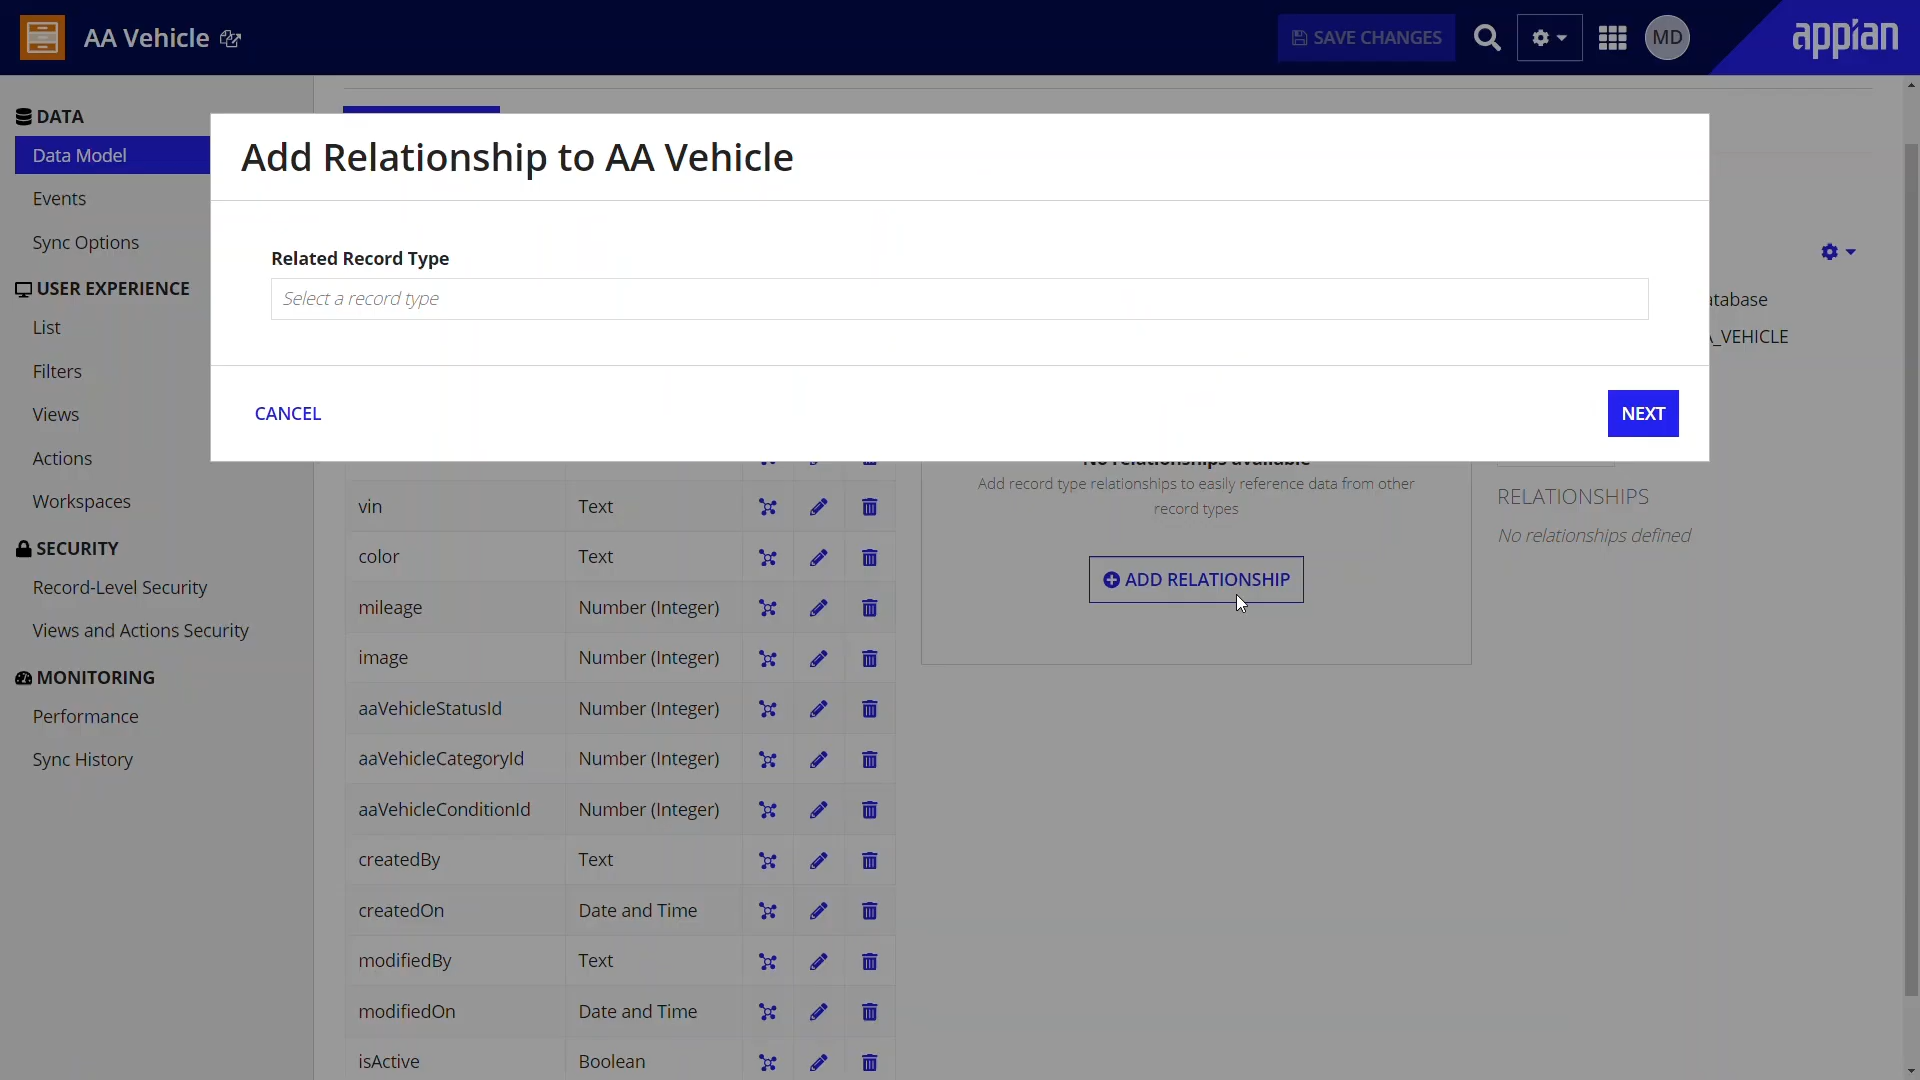 AA Vehicle
SAVE CHANGES
MD
appian
DATA
Data Model
Events
Sync Options
USER EXPERIENCE
List
Filters
Views
Actions
Workspaces
SECURITY
Record-Level Security
Views and Actions Security
MONITORING
Performance
Sync History
Add Relationship to AA Vehicle
Related Record Type
Select a record type
CANCEL
NEXT
_VEHICLE
vin Text
color Text
mileage Number (Integer)
image Number (Integer)
aaVehicleStatusId Number (Integer)
aaVehicleCategoryId Number (Integer)
aaVehicleConditionId Number (Integer)
createdBy Text
createdOn Date and Time
modifiedBy Text
modifiedOn Date and Time
isActive Boolean
No relationships available
Add record type relationships to easily reference data from other
record types
ADD RELATIONSHIP
RELATIONSHIPS
No relationships defined